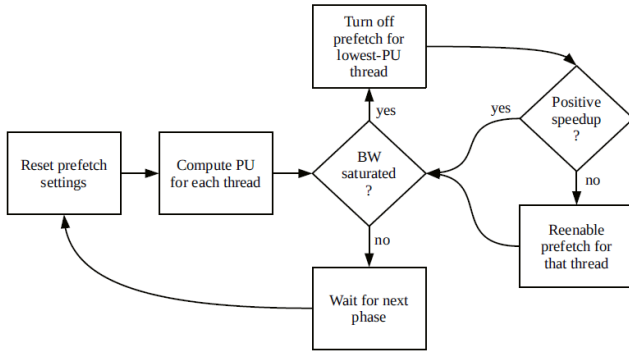 Turn off
prefetch for
lowest-PU
thread
yes
yes
Positive
speedup
?
Reset prefetch
settings
Compute PU
for each thread
BW
saturated
?
no
no
Reenable
prefetch for
that thread
Wait for next
phase